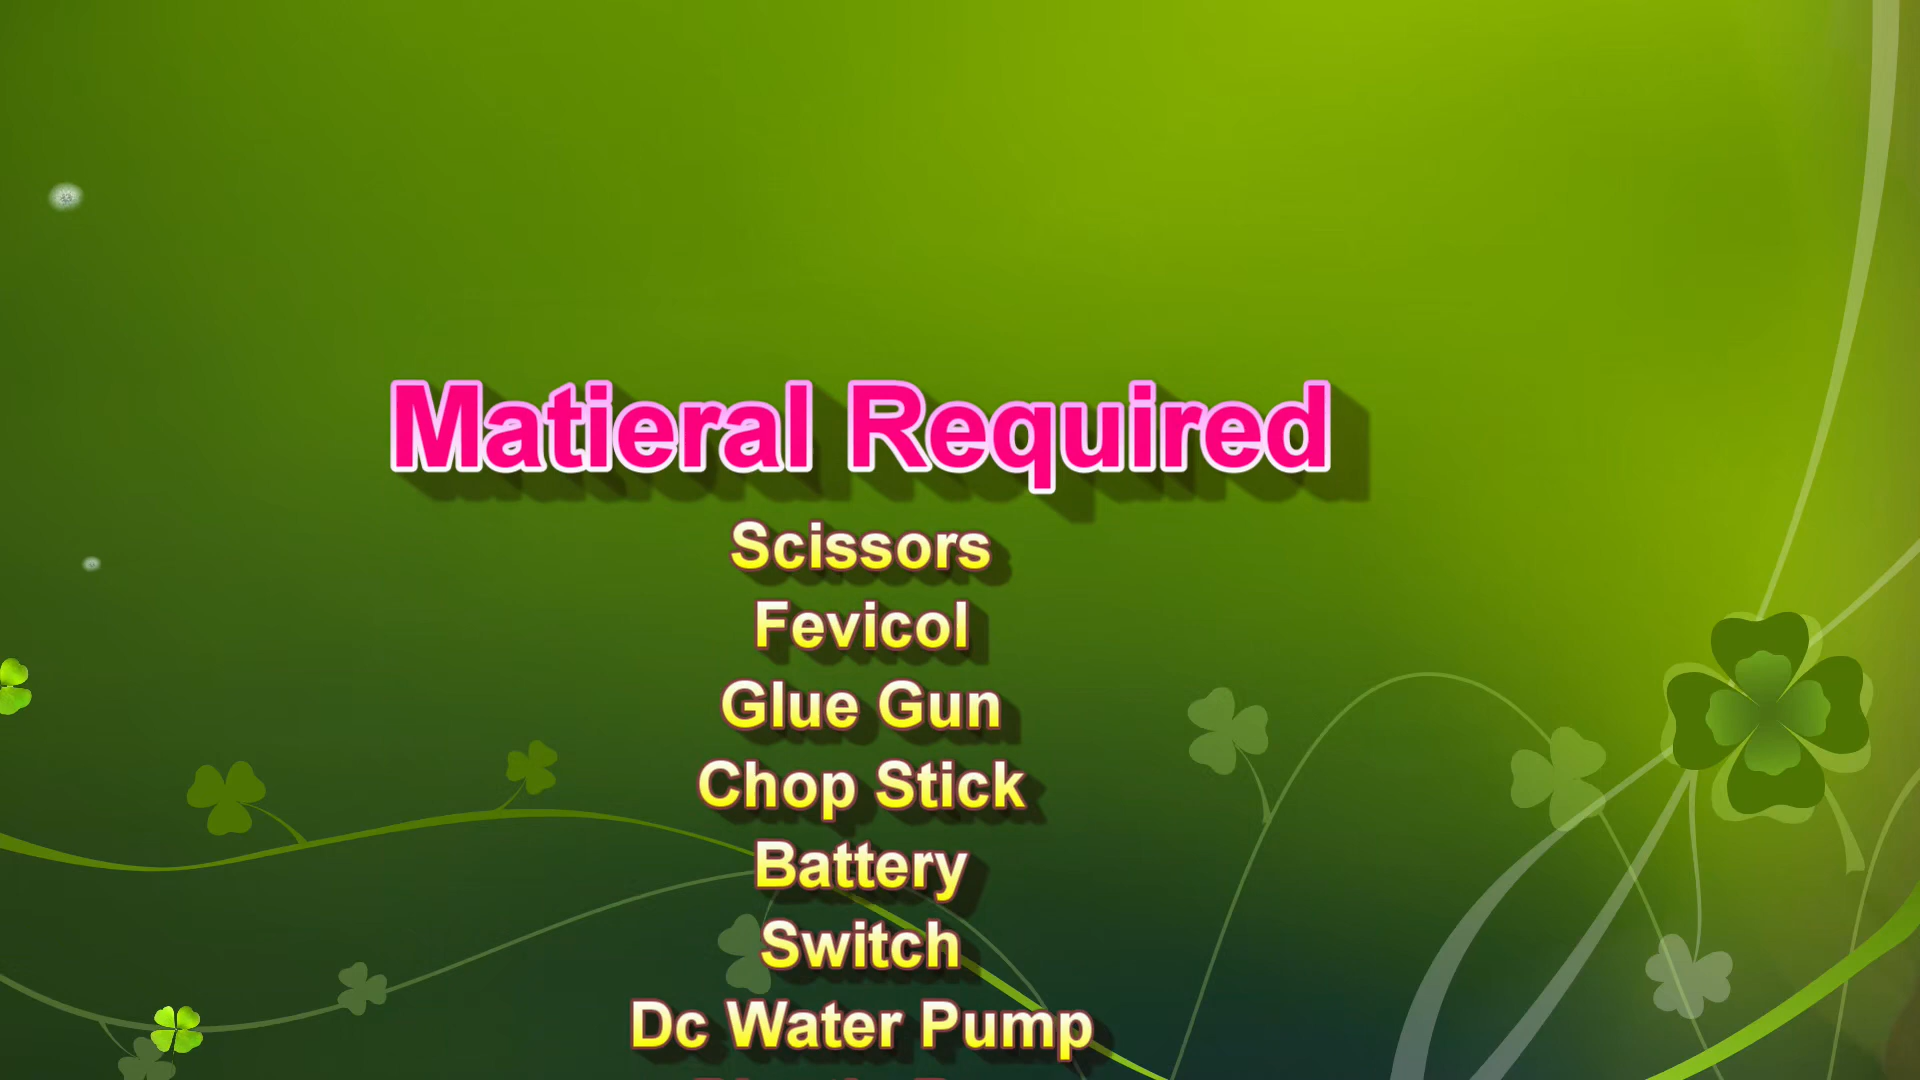 Matieral Required
Scissors
Fevicol
Glue Gun
Chop Stick
Battery
Switch
Dc Water Pump